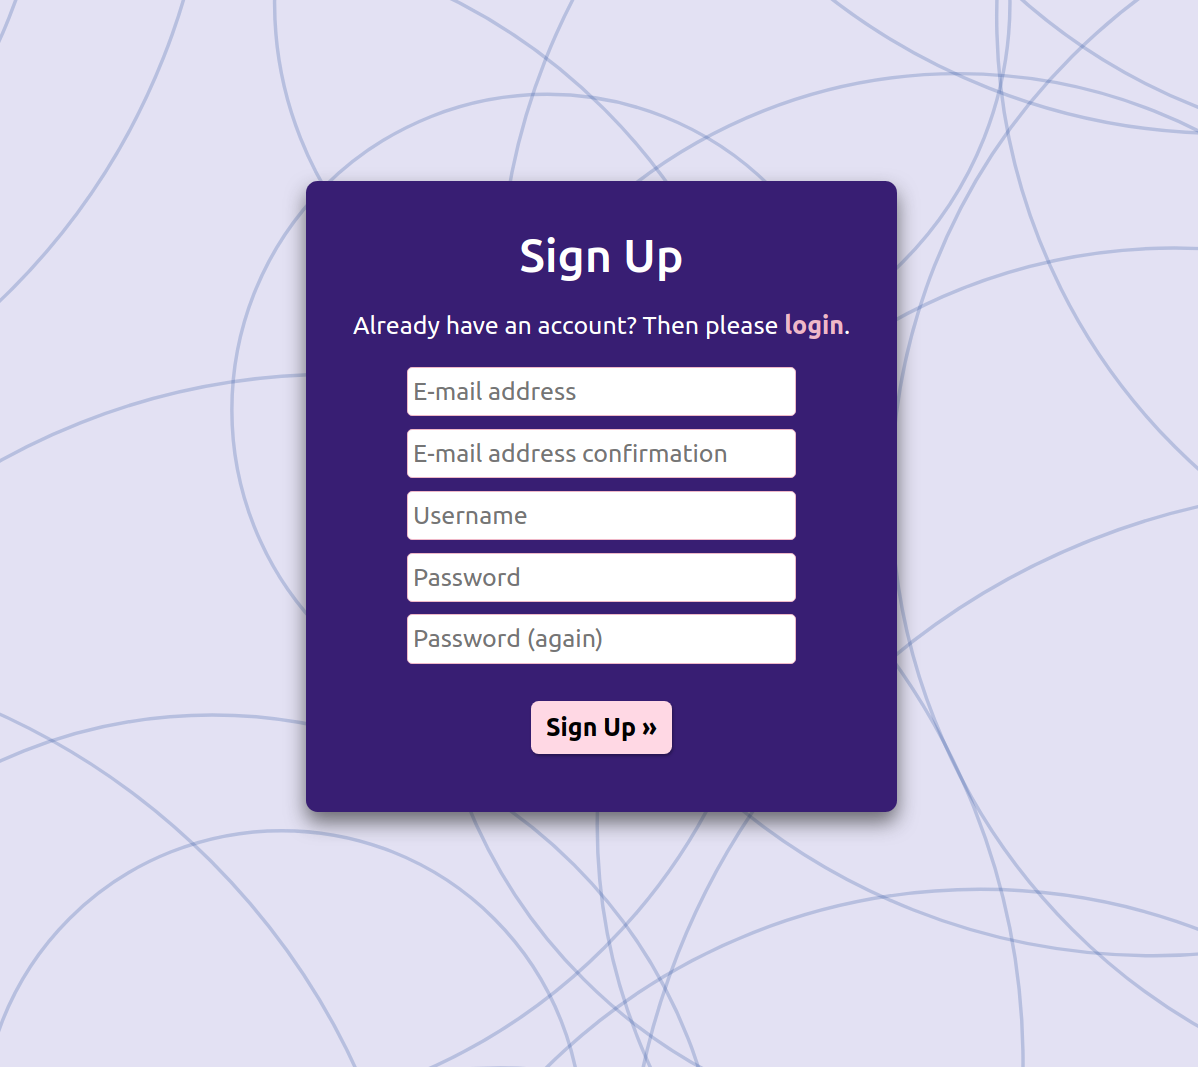 Sign Up
Already have an account? Then please login.
E-mail address
E-mail address confirmation
Username
Password
Password (again)
Sign Up »